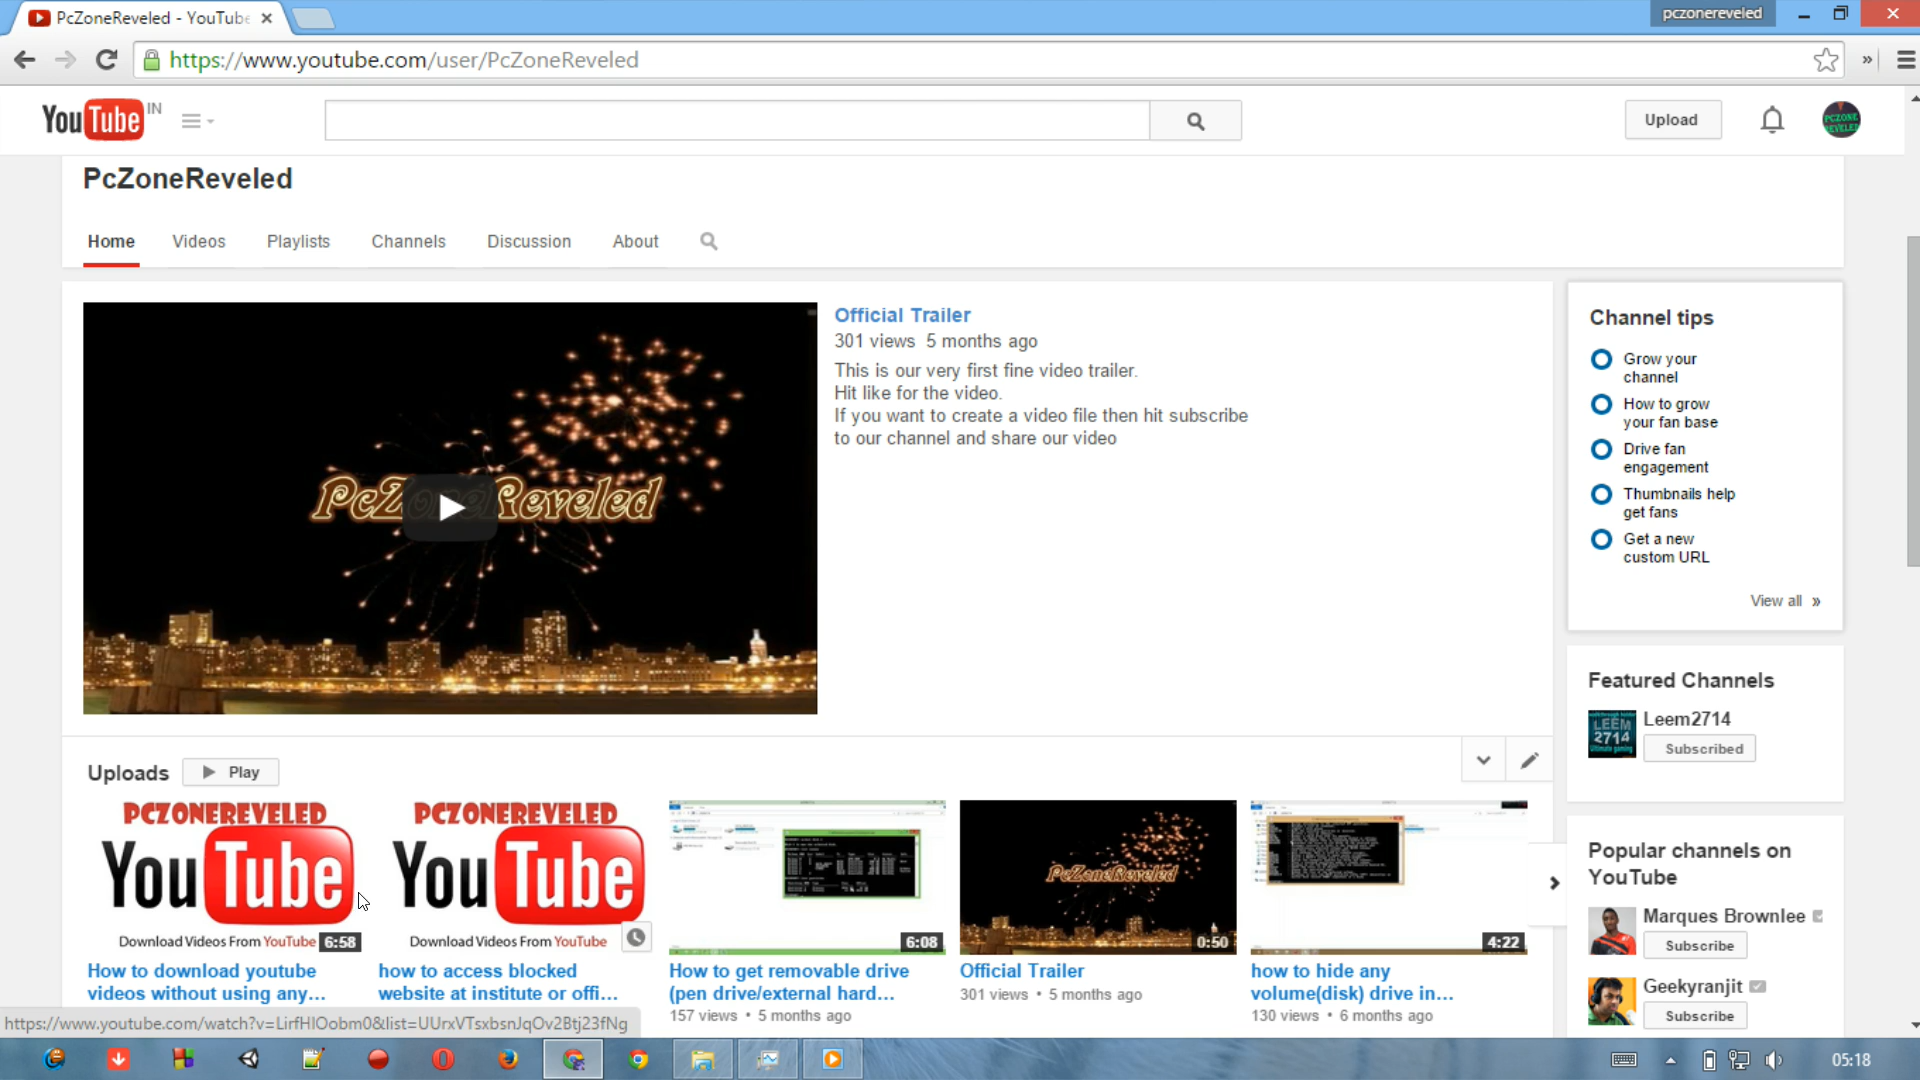 PcZoneReveled - YouTube
pczonereveled
https://www.youtube.com/user/PcZoneReveled
YouTube IN
Upload
PcZoneReveled
Home Videos Playlists Channels Discussion About
PcZoneReveled
Official Trailer
301 views 5 months ago
This is our very first fine video trailer.
Hit like for the video.
If you want to create a video file then hit subscribe
to our channel and share our video
Channel tips
Grow your
channel
How to grow
your fan base
Drive fan
engagement
Thumbnails help
get fans
Get a new
custom URL
View all »
Featured Channels
LEEM
2714
Leem2714
Subscribed
Uploads Play
PCZONEREVELED
YouTube
Download Videos From YouTube
6:58
How to download youtube
videos without using any...
PCZONEREVELED
YouTube
Download Videos From YouTube
how to access blocked
website at institute or offi...
6:08
How to get removable drive
(pen drive/external hard...
157 views • 5 months ago
PcZoneReveled
0:50
Official Trailer
301 views • 5 months ago
4:22
how to hide any
volume(disk) drive in...
130 views • 6 months ago
Popular channels on
YouTube
Marques Brownlee
Subscribe
Geekyranjit
Subscribe
https://www.youtube.com/watch?v=LirfHIOobm0&list=UUrxVTsxbsnJqOv2Btj23fNg
05:18